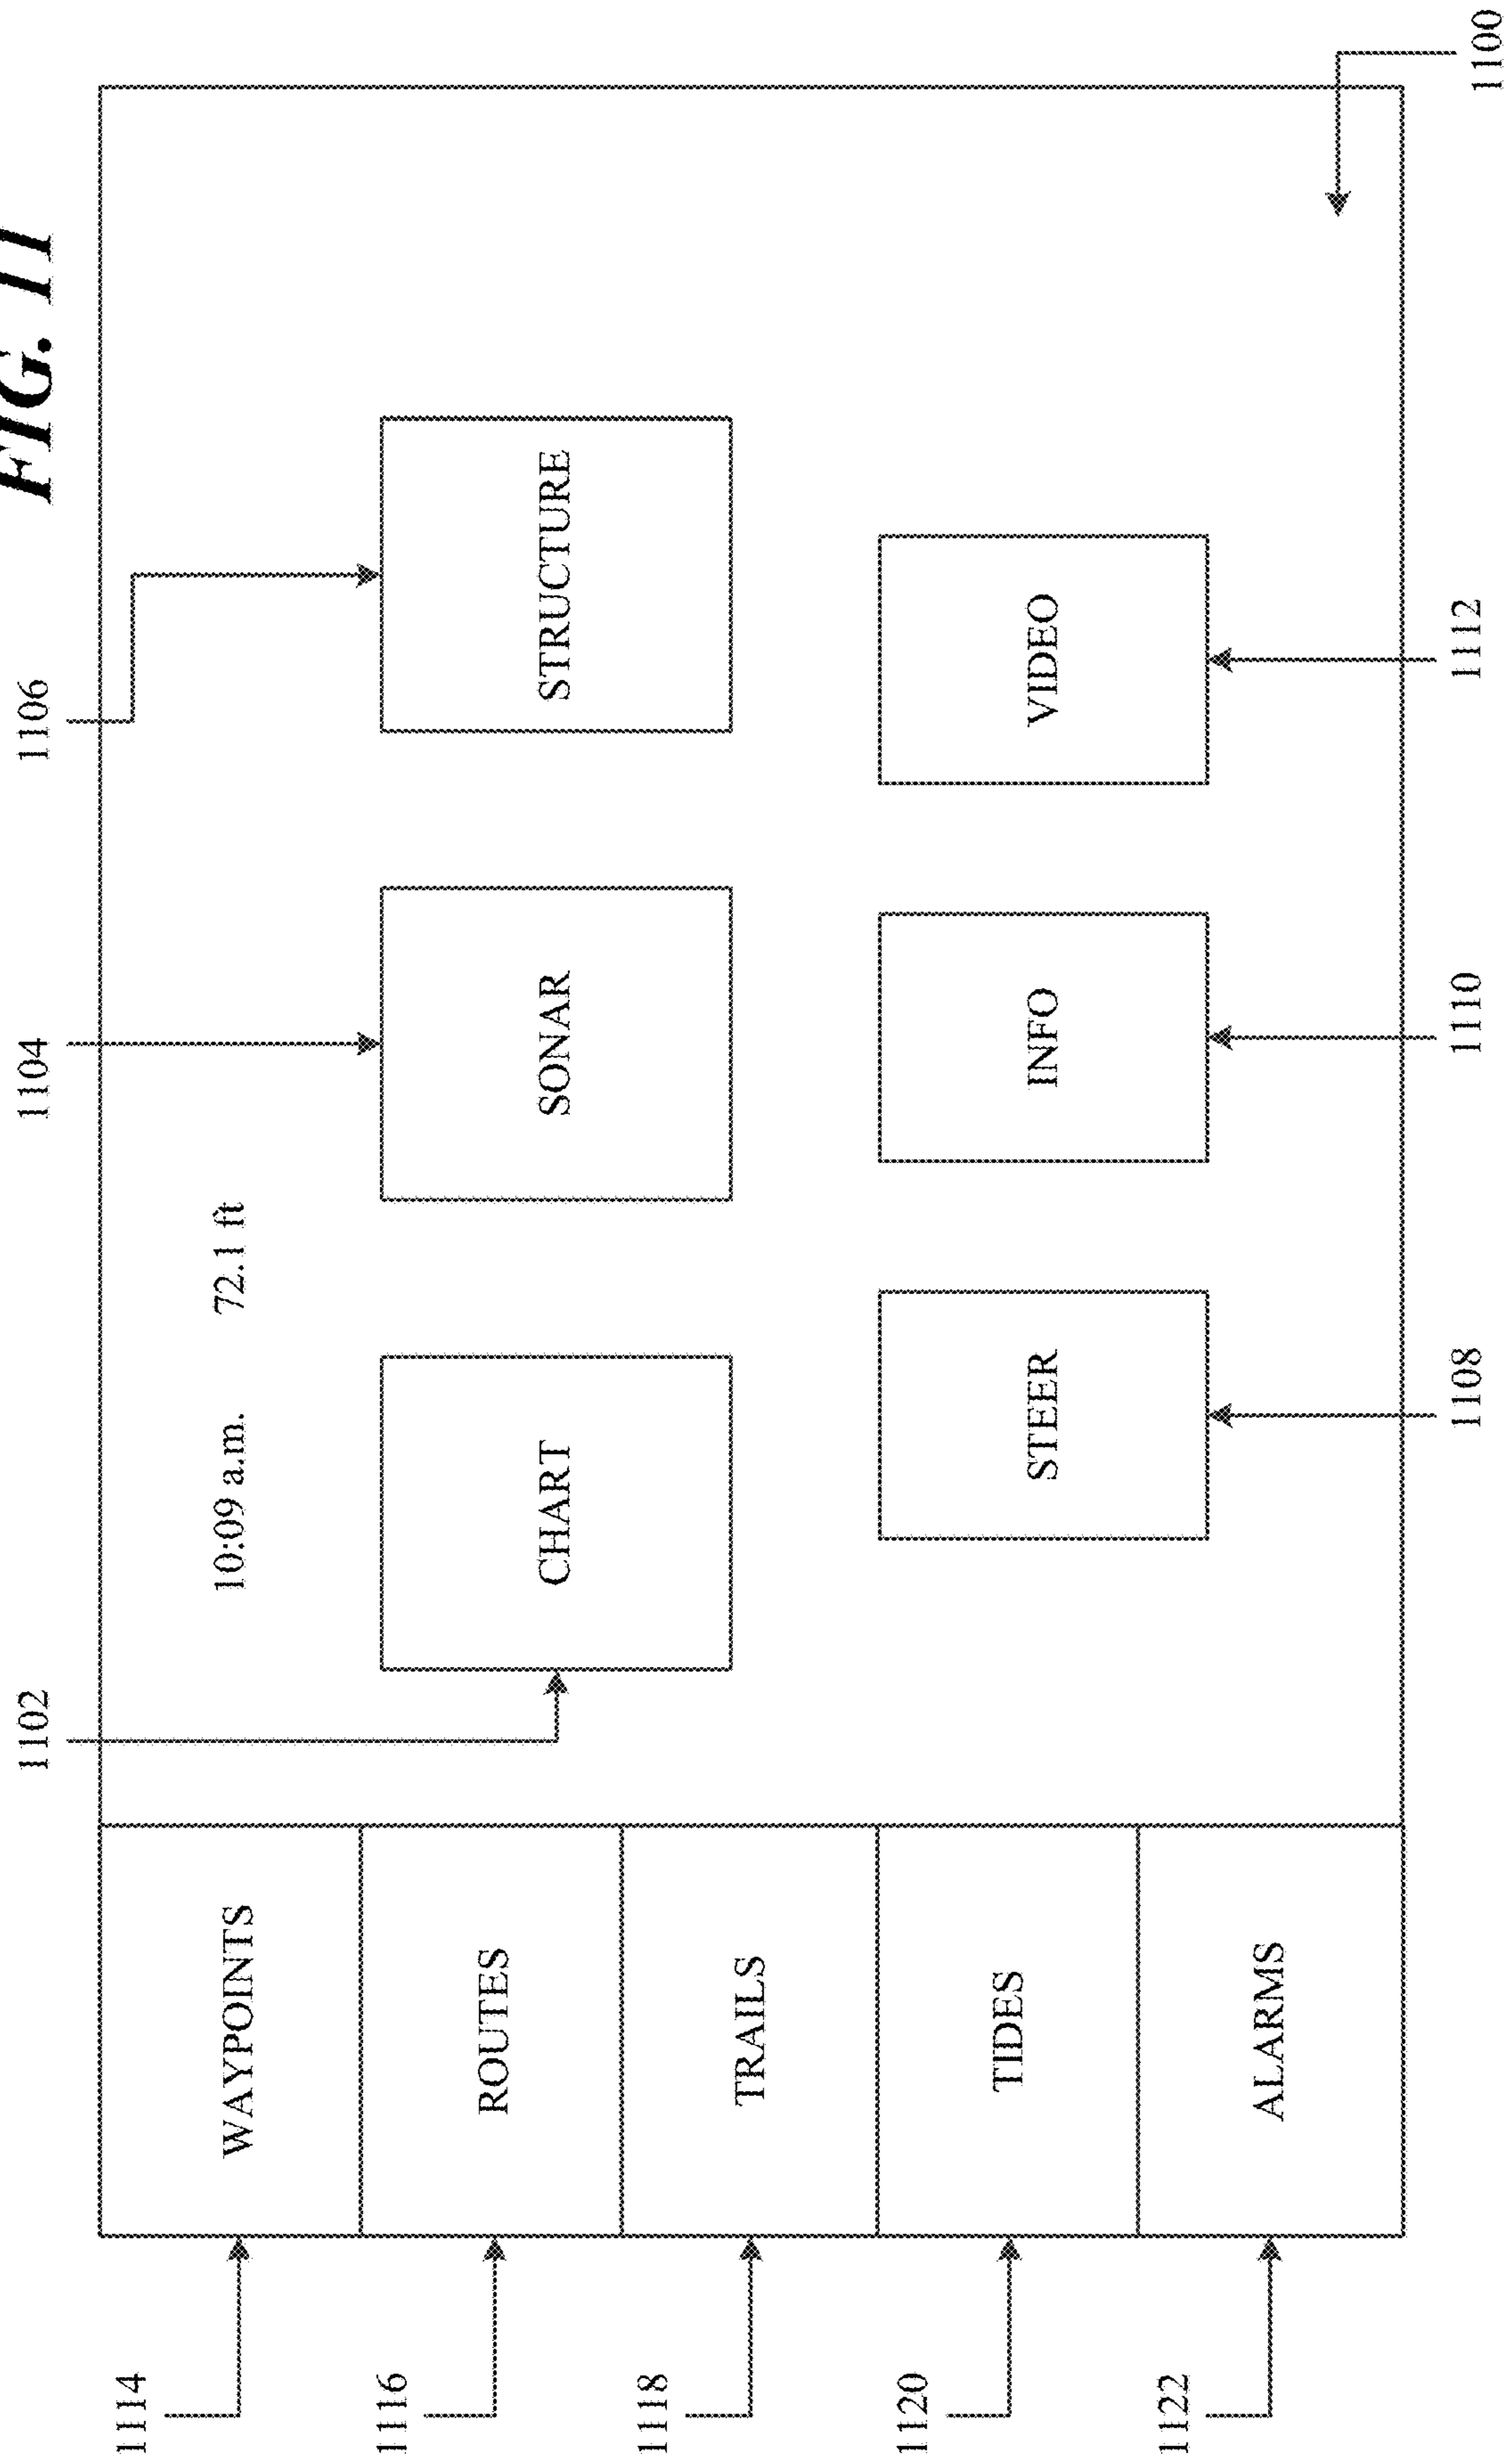 FIG. 11
1102
1104
1106
10:09 a.m. 72.1 ft
1114
WAYPOINTS
1116
ROUTES
1118
TRAILS
1120
TIDES
1122
ALARMS
CHART
SONAR
STRUCTURE
STEER
INFO
VIDEO
1108
1110
1112
1100